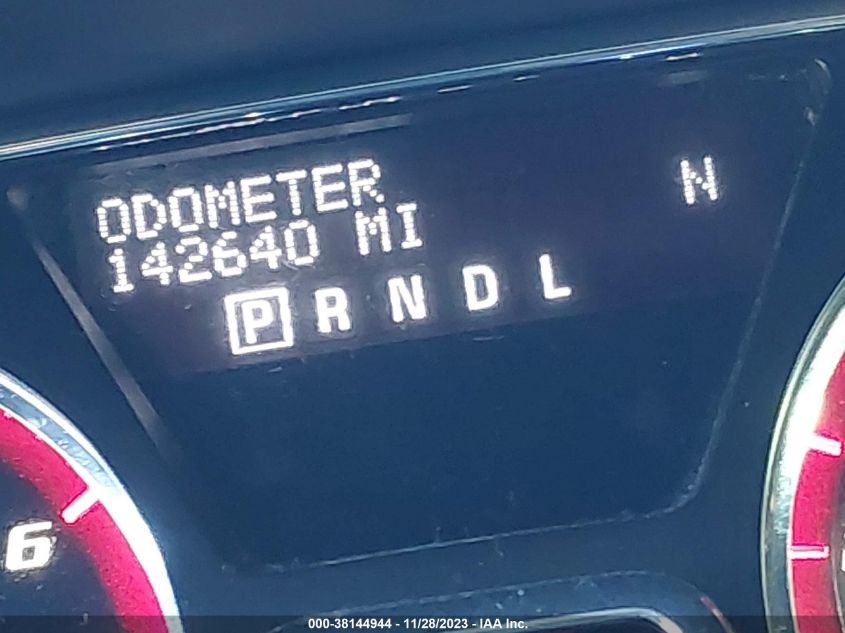 ODOMETER N
142640 MI
P R N D L
6
000-38144944 - 11/28/2023 - IAA Inc.